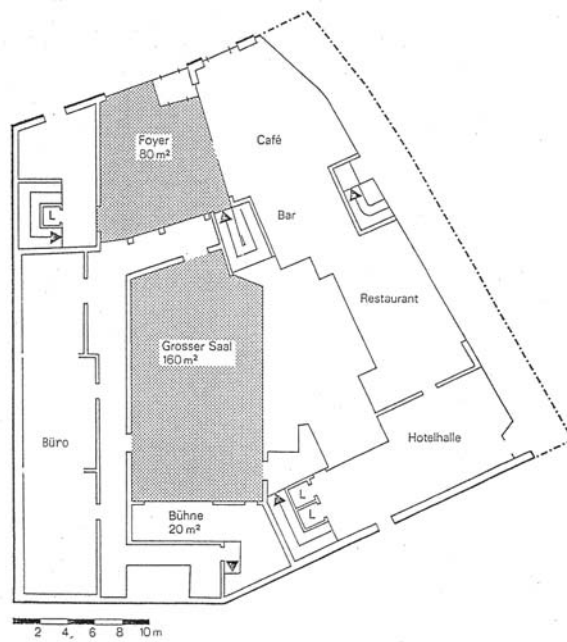 Foyer
80 m²
Café
L
Bar
Restaurant
Grosser Saal
160 m²
Büro
Hotelhalle
L
L
Bühne
20 m²
2 4 6 8 10 m